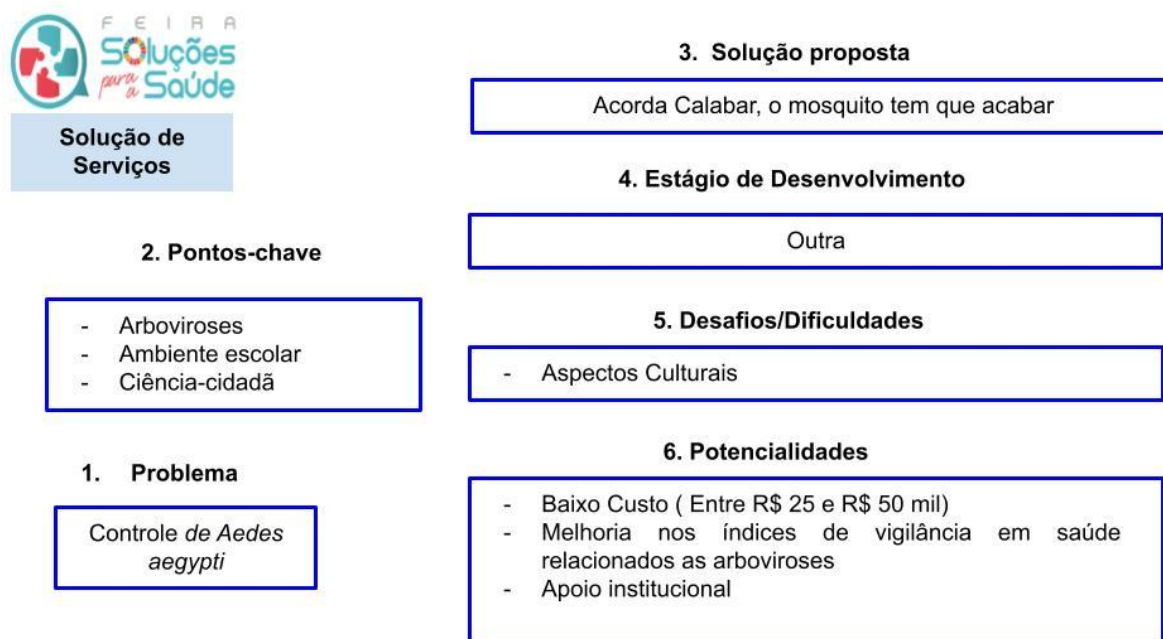 FEIRA
SOluções
para a
Saúde
Solução de
Serviços
2. Pontos-chave
- Arboviroses
- Ambiente escolar
- Ciência-cidadã
1. Problema
Controle de Aedes
aegypti
3. Solução proposta
Acorda Calabar, o mosquito tem que acabar
4. Estágio de Desenvolvimento
Outra
5. Desafios/Dificuldades
- Aspectos Culturais
6. Potencialidades
- Baixo Custo ( Entre R$ 25 e R$ 50 mil)
- Melhoria nos índices de vigilância em saúde
relacionados as arboviroses
- Apoio institucional